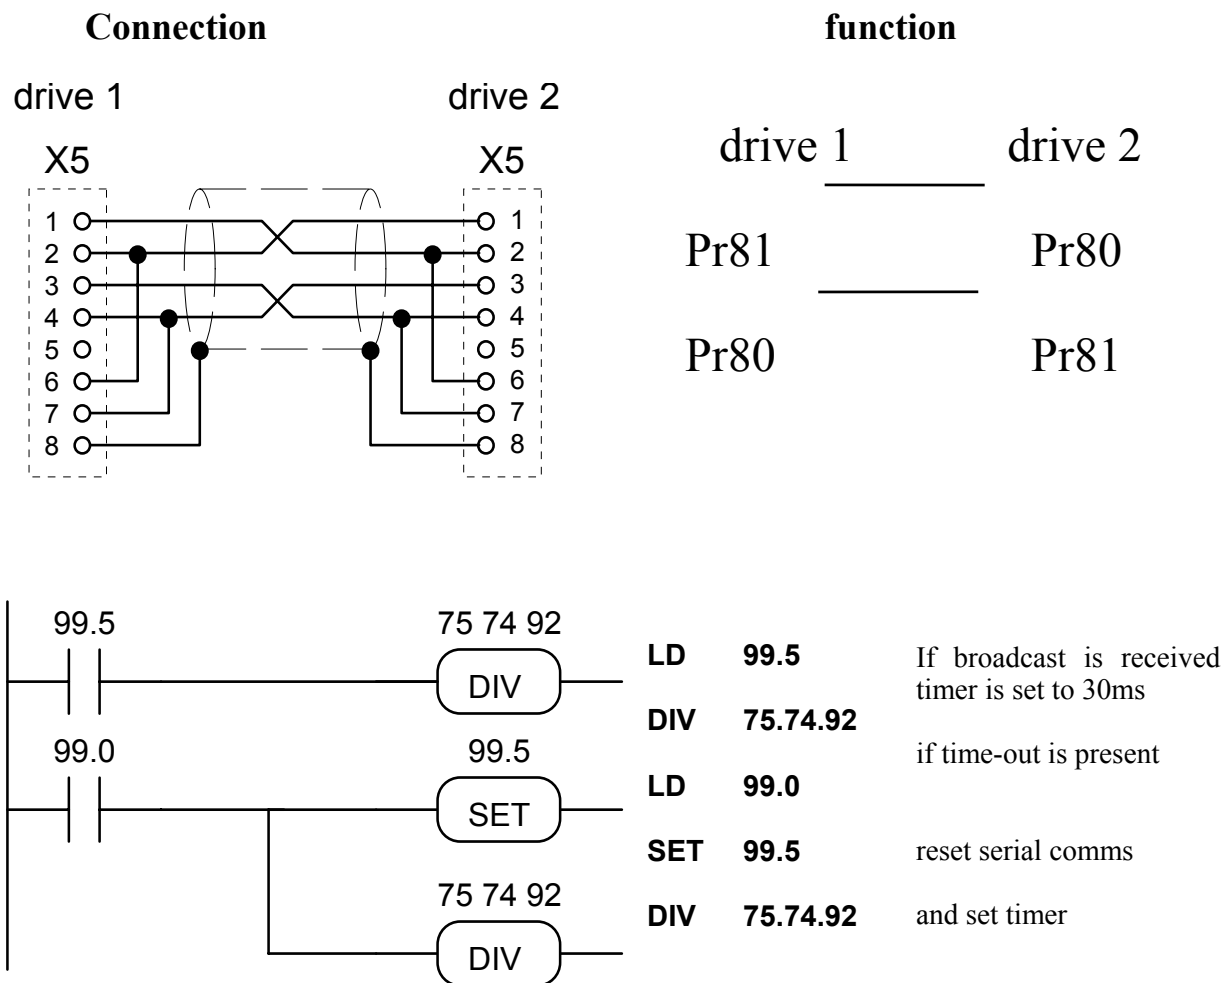 Connection function
drive 1 drive 2
drive 1 drive 2
X5 X5
1 1
2 2
3 3
4 4
5 5
6 6
7 7
8 8
Pr81 Pr80
Pr80 Pr81
99.5 75 74 92
DIV
99.0 99.5
SET
75 74 92
DIV
LD 99.5 If broadcast is received
timer is set to 30ms
DIV 75.74.92
if time-out is present
LD 99.0
SET 99.5 reset serial comms
DIV 75.74.92 and set timer